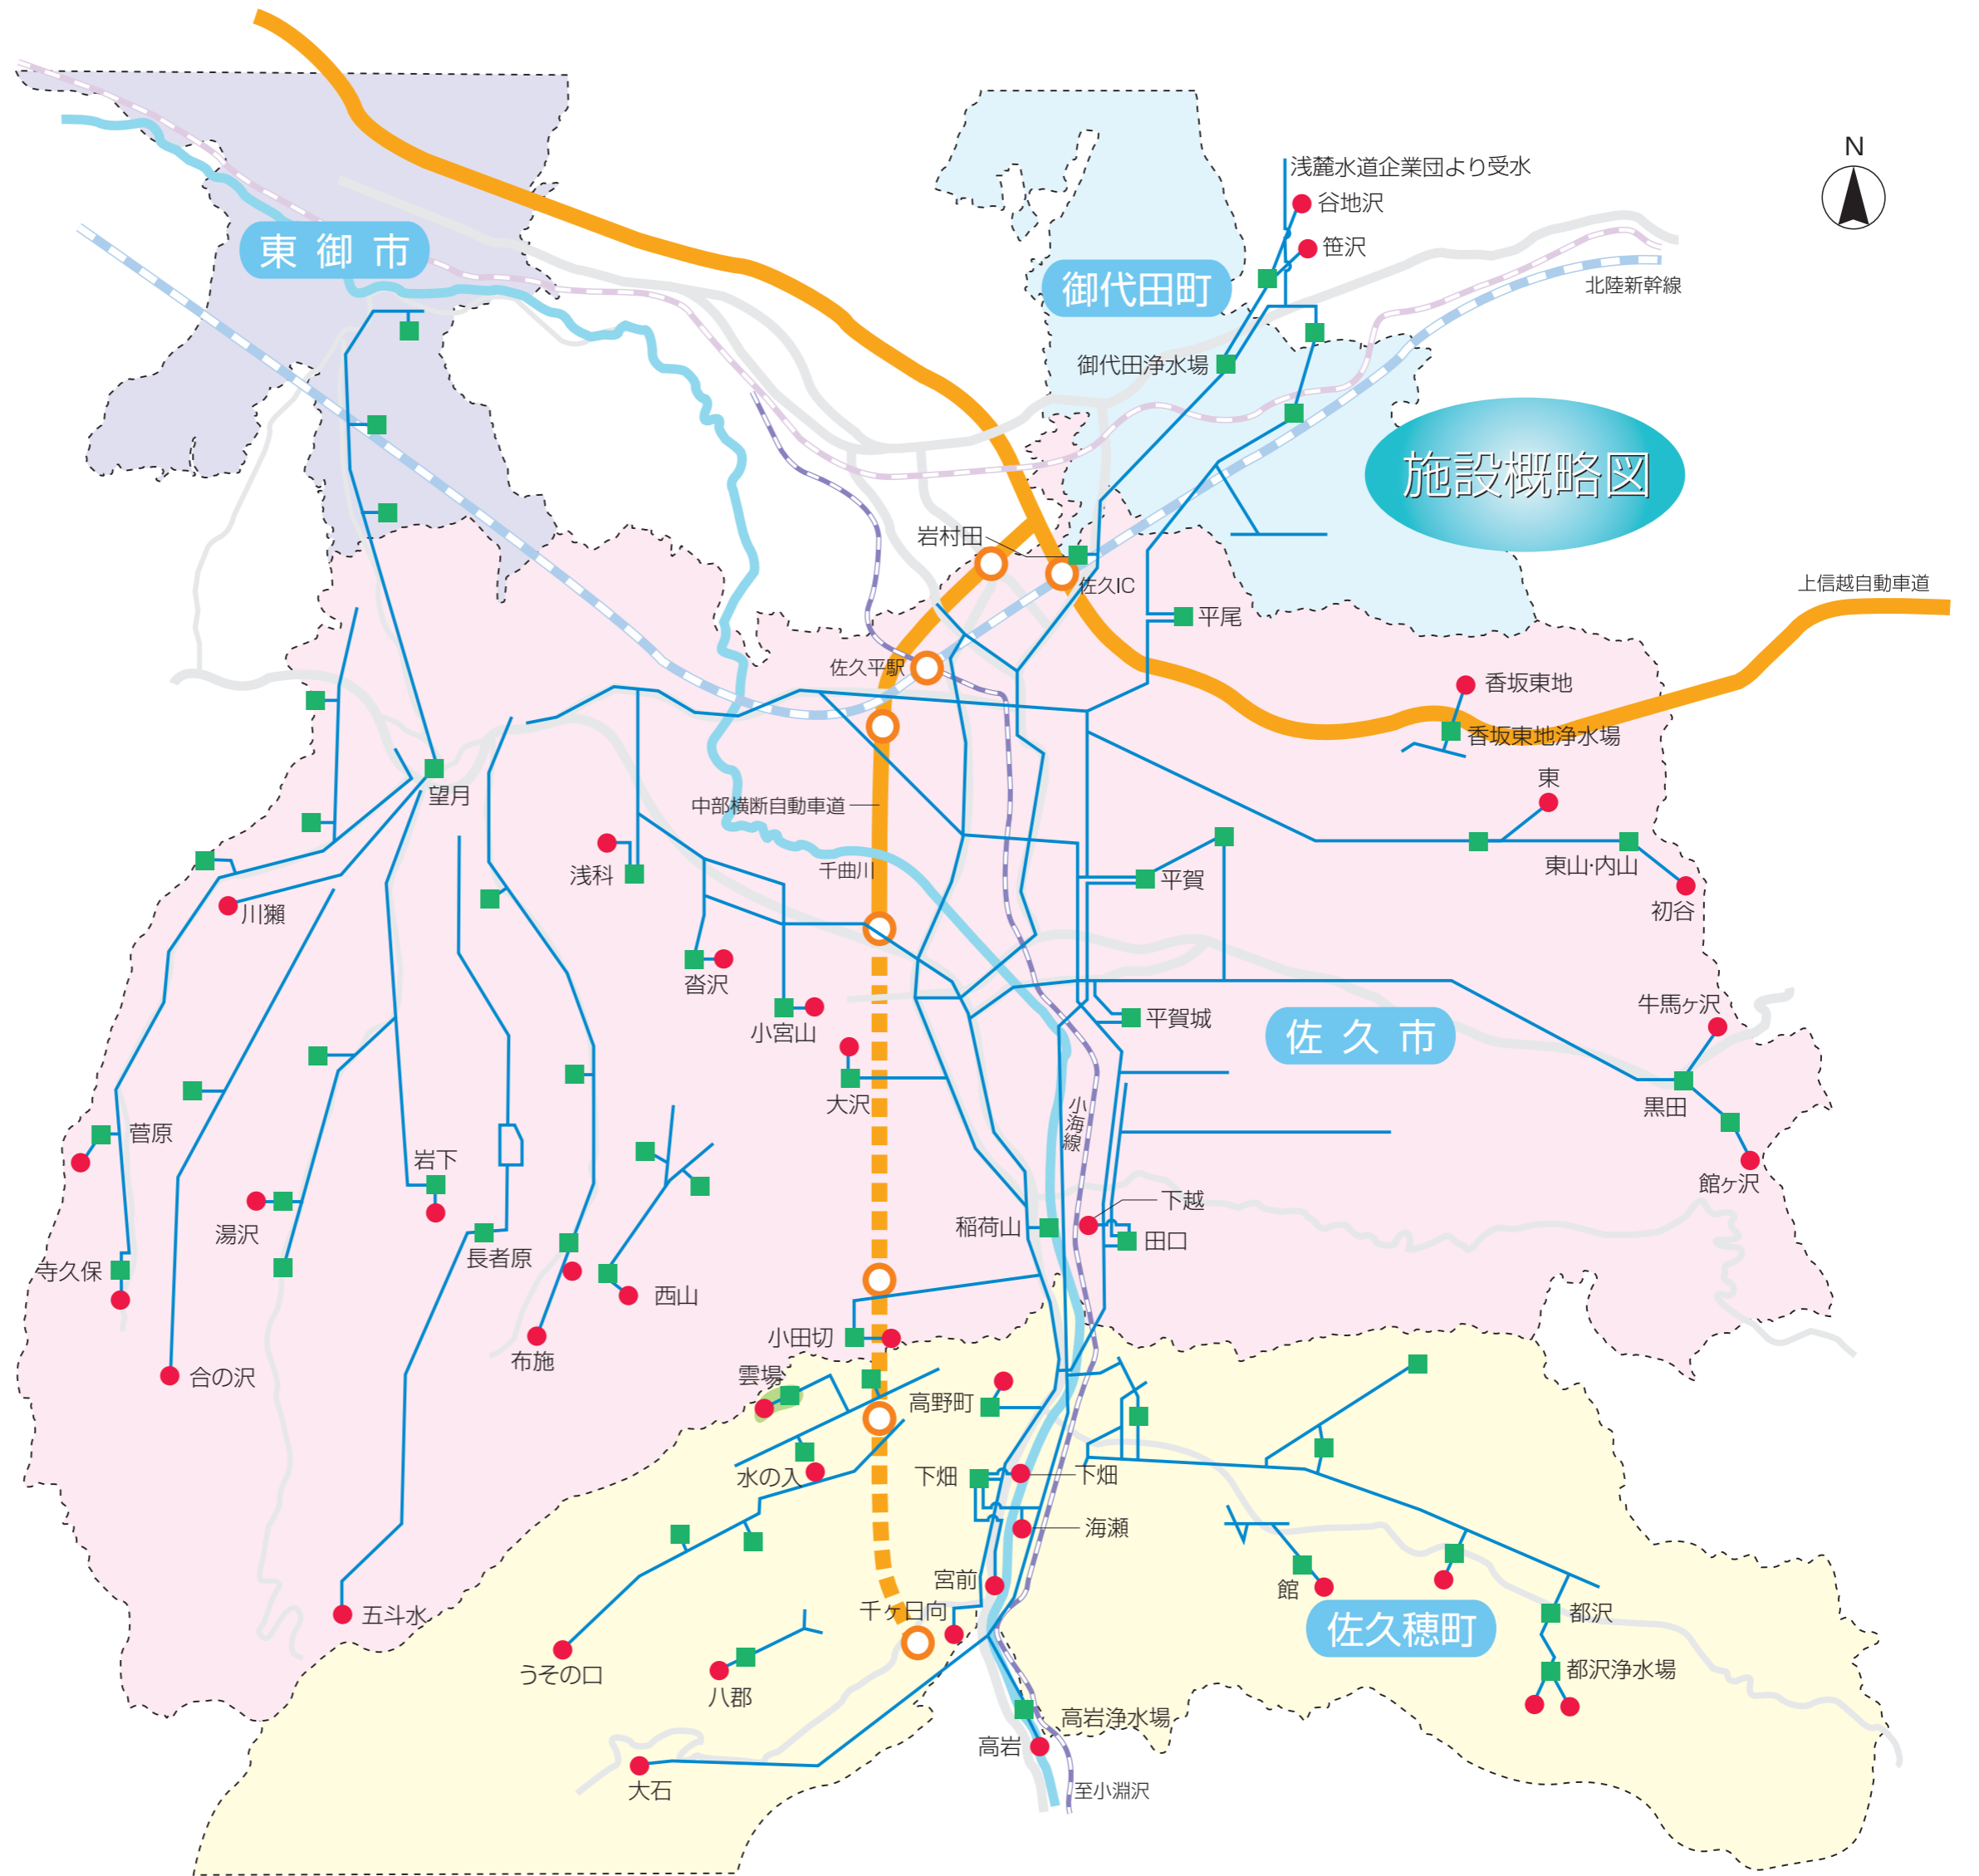 N
浅麓水道企業団より受水
谷地沢
東御市
笹沢
御代田町
北陸新幹線
御代田浄水場
施設概略図
岩村田
佐久IC
上信越自動車道
平尾
佐久平駅
香坂東地
香坂東地浄水場
東
望月
中部横断自動車道
浅科
千曲川
東山・内山
平賀
川獺
初谷
沓沢
牛馬ヶ沢
小宮山
平賀城
佐久市
大沢
小海線
黒田
菅原
岩下
館ヶ沢
下越
湯沢
稲荷山
長者原
田口
寺久保
西山
小田切
布施
雲場
合の沢
高野町
水の入
下畑
下畑
海瀬
宮前
館
千ヶ日向
五斗水
都沢
佐久穂町
うその口
都沢浄水場
八郡
高岩浄水場
高岩
大石
至小淵沢